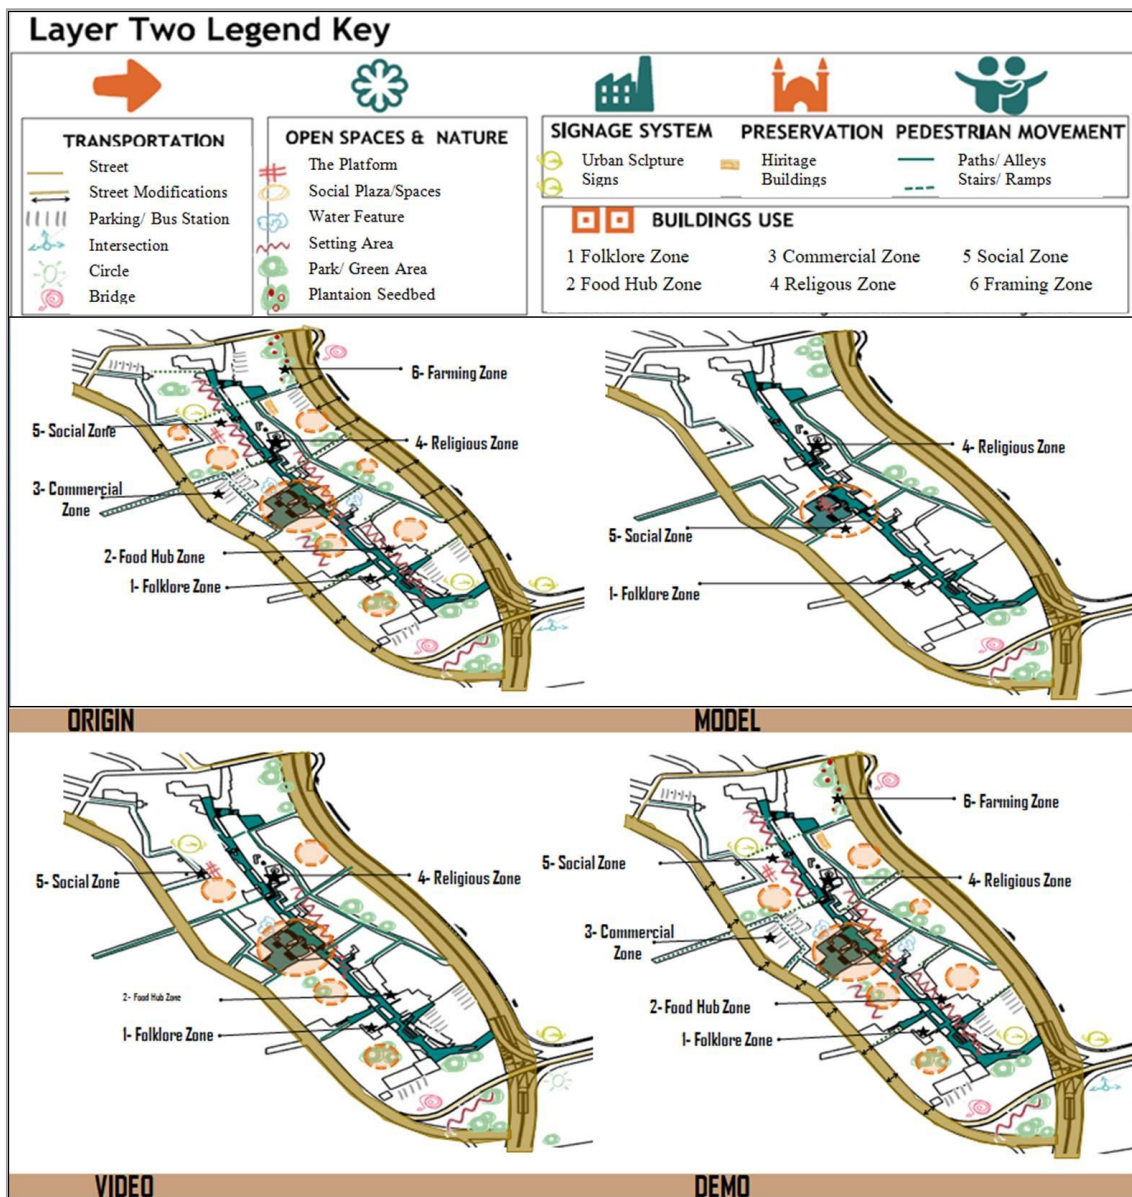 Layer Two Legend Key
TRANSPORTATION
Street
Street Modifications
Parking/ Bus Station
Intersection
Circle
Bridge
OPEN SPACES & NATURE
The Platform
Social Plaza/Spaces
Water Feature
Setting Area
Park/ Green Area
Plantaion Seedbed
SIGNAGE SYSTEM
Urban Sclpture
Signs
PRESERVATION
Hiritage
Buildings
PEDESTRIAN MOVEMENT
Paths/ Alleys
Stairs/ Ramps
BUILDINGS USE
1 Folklore Zone
2 Food Hub Zone
3 Commercial Zone
4 Religous Zone
5 Social Zone
6 Framing Zone
6- Farming Zone
5- Social Zone
4- Religious Zone
3- Commercial
Zone
2- Food Hub Zone
1- Folklore Zone
4- Religious Zone
5- Social Zone
1- Folklore Zone
ORIGIN
MODEL
5- Social Zone
4- Religious Zone
2- Food Hub Zone
1- Folklore Zone
6- Farming Zone
5- Social Zone
4- Religious Zone
3- Commercial
Zone
2- Food Hub Zone
1- Folklore Zone
VIDEO
DEMO